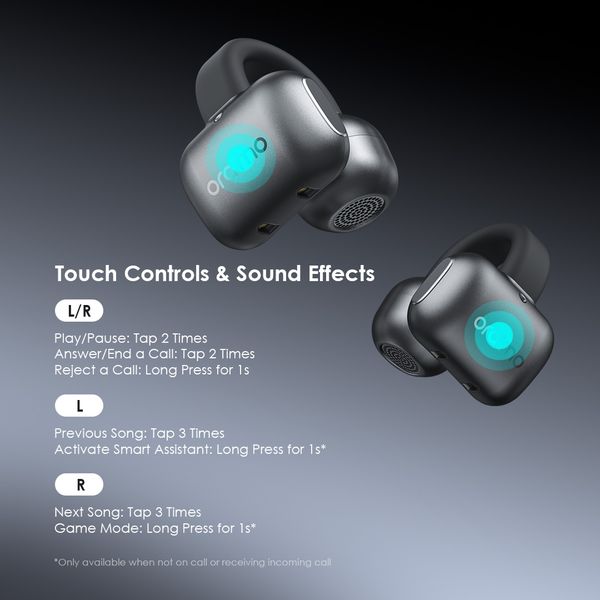 Touch Controls & Sound Effects
L/R
Play/Pause: Tap 2 Times
Answer/End a Call: Tap 2 Times
Reject a Call: Long Press for 1s
L
Previous Song: Tap 3 Times
Activate Smart Assistant: Long Press for 1s*
R
Next Song: Tap 3 Times
Game Mode: Long Press for 1s*
*Only available when not on call or receiving incoming call